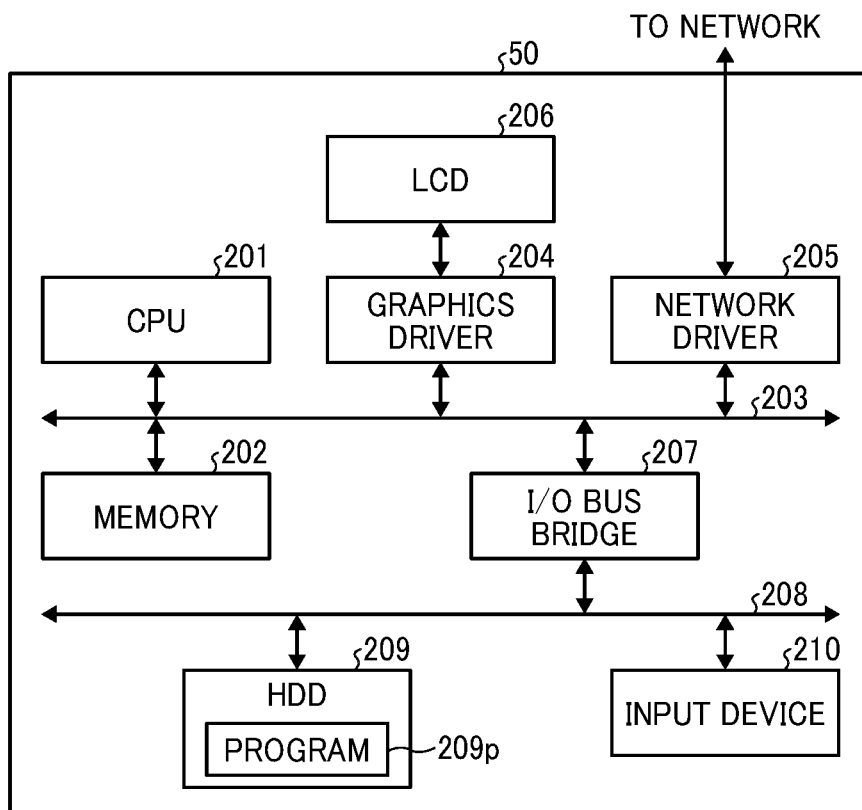 TO NETWORK
50
206
LCD
201
CPU
204
GRAPHICS
DRIVER
205
NETWORK
DRIVER
203
202
MEMORY
207
I/O BUS
BRIDGE
208
209
HDD
PROGRAM
209p
210
INPUT DEVICE